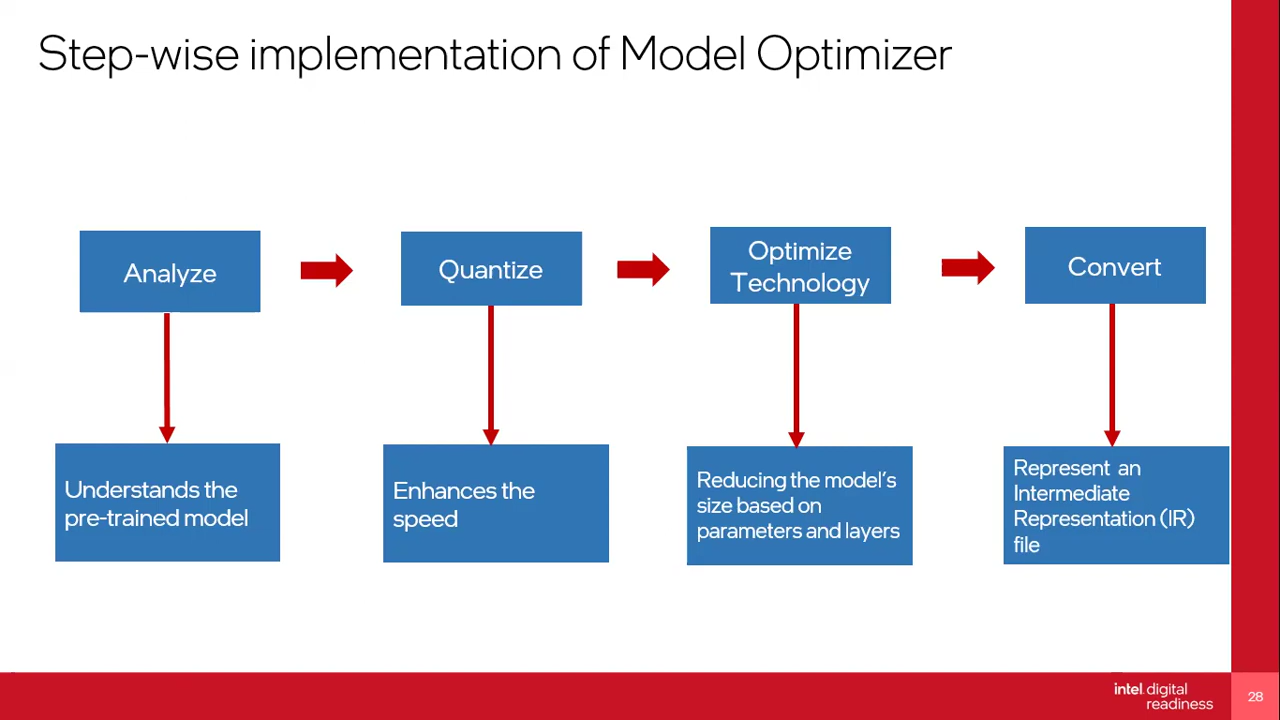 Step-wise implementation of Model Optimizer
Analyze
Quantize
Optimize
Technology
Convert
Understands the
pre-trained model
Enhances the
speed
Reducing the model's
size based on
parameters and layers
Represent an
Intermediate
Representation (IR)
file
intel. digital
readiness
28